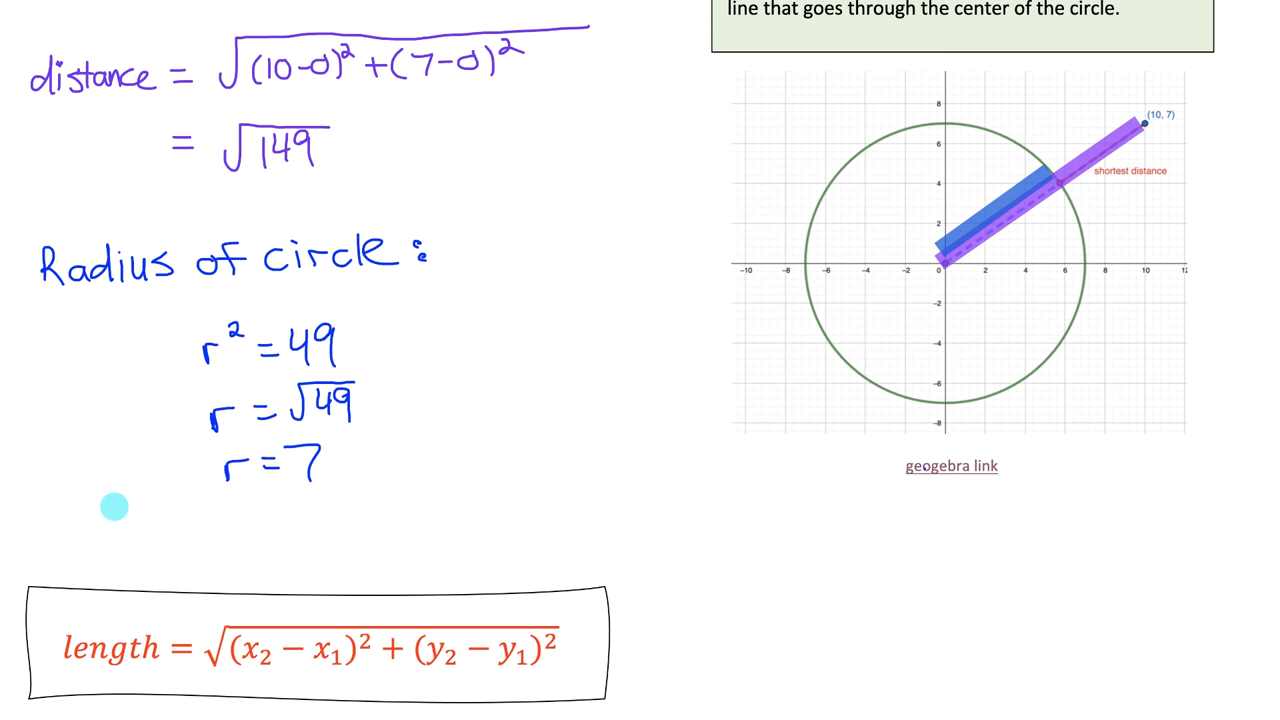 line that goes through the center of the circle.
distance = √(10-0)² + (7-0)²
= √149
Radius of circle:
r² = 49
r = √49
r = 7
length = √(x₂ − x₁)² + (y₂ − y₁)²
(10, 7)
shortest distance
8
6
4
2
−10 −8 −6 −4 −2 0 2 4 6 8 10 12
−2
−4
−6
−8
geogebra link